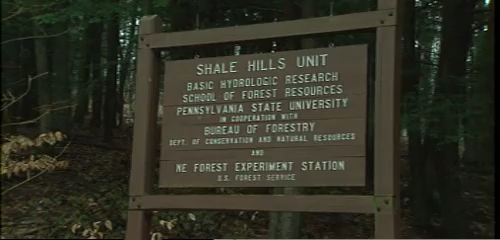 SHALE HILLS UNIT
BASIC HYDROLOGIC RESEARCH
SCHOOL OF FOREST RESOURCES
PENNSYLVANIA STATE UNIVERSITY
IN COOPERATION WITH
BUREAU OF FORESTRY
DEPT. OF CONSERVATION AND NATURAL RESOURCES
AND
NE FOREST EXPERIMENT STATION
U.S. FOREST SERVICE